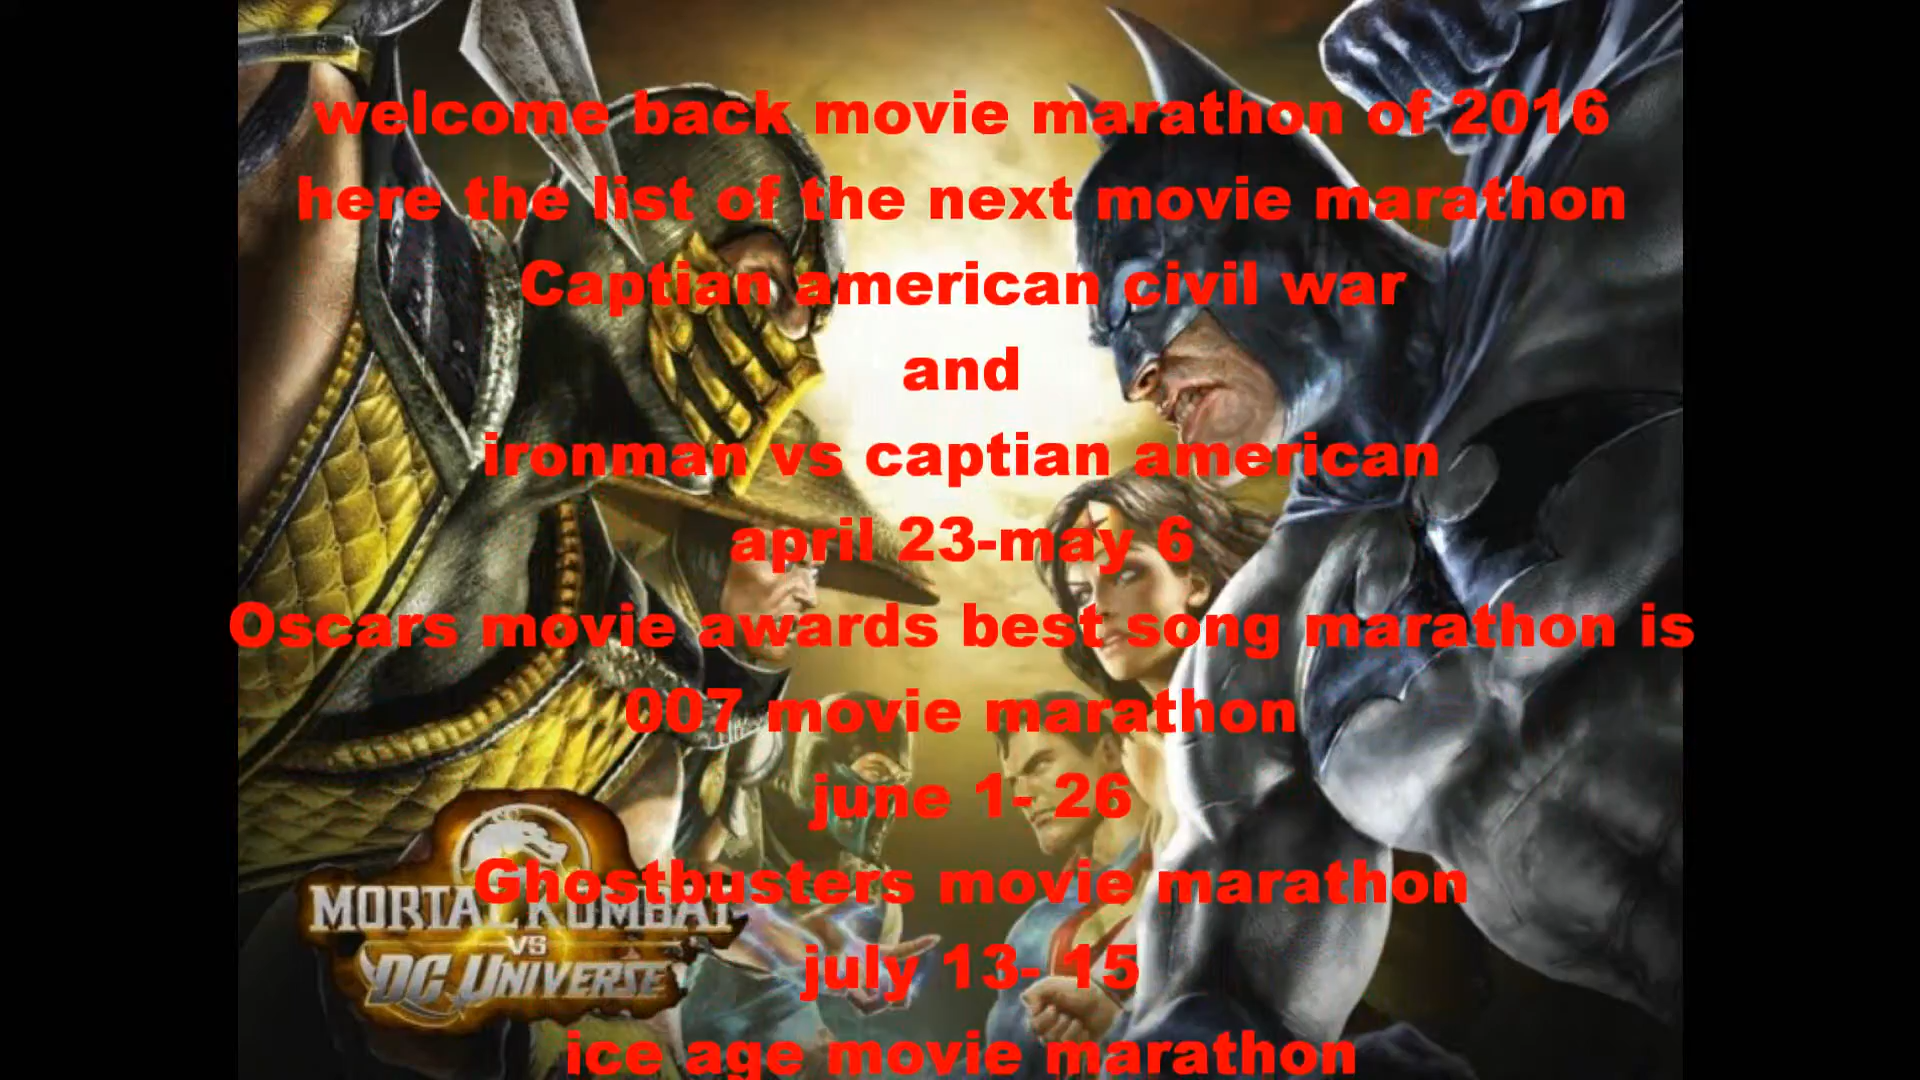 welcome back movie marathon of 2016
here the list of the next movie marathon
Captian american civil war
and
ironman vs captian american
april 23-may 6
Oscars movie awards best song marathon is
007 movie marathon
june 1- 26
Ghostbusters movie marathon
MORTAL KOMBAT
VS
DC UNIVERSE
july 13- 15
ice age movie marathon